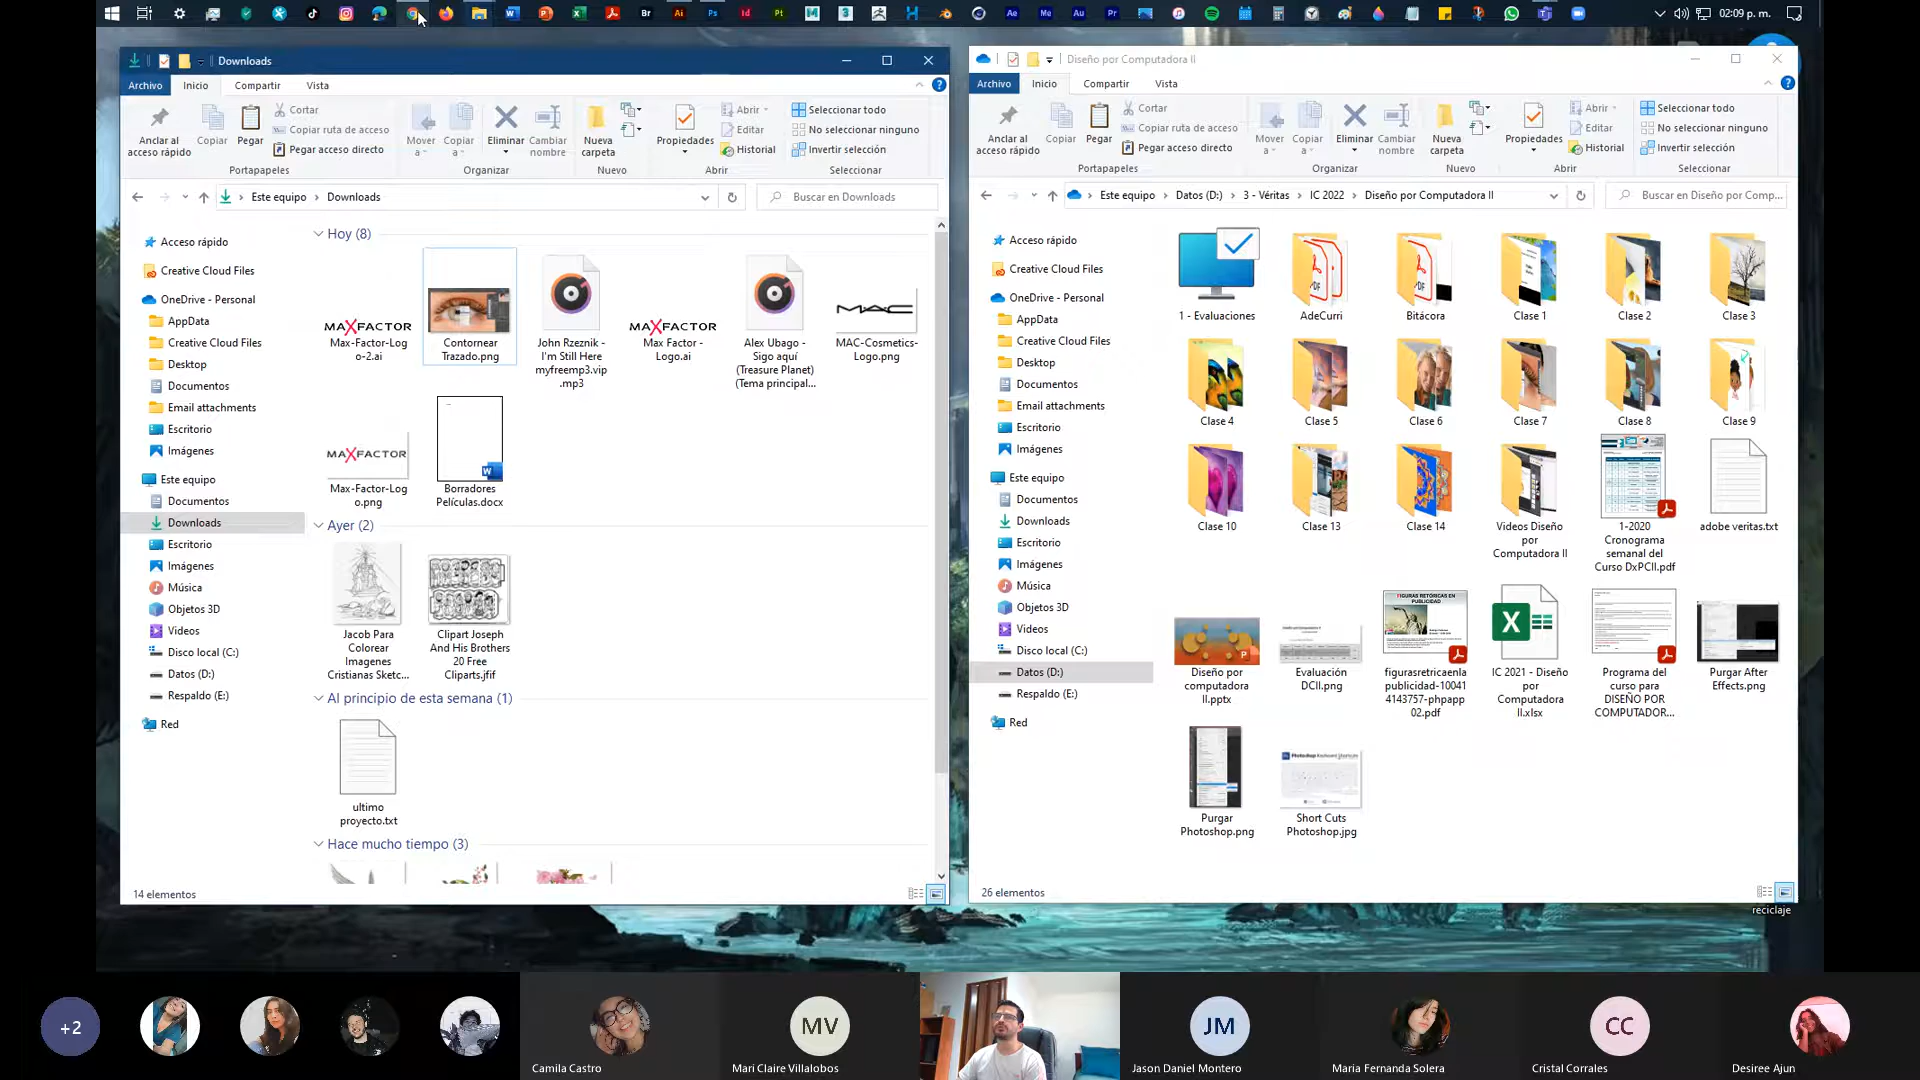 02:09 p. m.
Downloads
Archivo Inicio Compartir Vista
Anclar al acceso rápido
Copiar
Pegar
Cortar
Copiar ruta de acceso
Pegar acceso directo
Portapapeles
Mover a
Copiar a
Eliminar
Cambiar nombre
Organizar
Nueva carpeta
Nuevo
Propiedades
Abrir
Editar
Historial
Abrir
Seleccionar todo
No seleccionar ninguno
Invertir selección
Seleccionar
Este equipo > Downloads
Buscar en Downloads
Acceso rápido
Creative Cloud Files
OneDrive - Personal
AppData
Creative Cloud Files
Desktop
Documentos
Email attachments
Escritorio
Imágenes
Este equipo
Documentos
Downloads
Escritorio
Imágenes
Música
Objetos 3D
Videos
Disco local (C:)
Datos (D:)
Respaldo (E:)
Red
Hoy (8)
MAXFACTOR
Max-Factor-Log
o-2.ai
Contornear
Trazado.png
John Rzeznik -
I'm Still Here
myfreemp3.vip
.mp3
MAXFACTOR
Max Factor -
Logo.ai
Alex Ubago -
Sigo aquí
(Treasure Planet)
(Tema principal...
MAC
MAC-Cosmetics-
Logo.png
MAXFACTOR
Max-Factor-Log
o.png
Borradores
Películas.docx
Ayer (2)
Jacob Para
Colorear
Imagenes
Cristianas Sketc...
Clipart Joseph
And His Brothers
20 Free
Cliparts.jfif
Al principio de esta semana (1)
ultimo
proyecto.txt
Hace mucho tiempo (3)
14 elementos
Diseño por Computadora II
Archivo Inicio Compartir Vista
Anclar al acceso rápido
Copiar
Pegar
Cortar
Copiar ruta de acceso
Pegar acceso directo
Portapapeles
Mover a
Copiar a
Eliminar
Cambiar nombre
Organizar
Nueva carpeta
Nuevo
Propiedades
Abrir
Editar
Historial
Abrir
Seleccionar todo
No seleccionar ninguno
Invertir selección
Seleccionar
Este equipo > Datos (D:) > 3 - Véritas > IC 2022 > Diseño por Computadora II
Buscar en Diseño por Comp...
Acceso rápido
Creative Cloud Files
OneDrive - Personal
AppData
Creative Cloud Files
Desktop
Documentos
Email attachments
Escritorio
Imágenes
Este equipo
Documentos
Downloads
Escritorio
Imágenes
Música
Objetos 3D
Videos
Disco local (C:)
Datos (D:)
Respaldo (E:)
Red
1 - Evaluaciones
AdeCurri
Bitácora
Clase 1
Clase 2
Clase 3
Clase 4
Clase 5
Clase 6
Clase 7
Clase 8
Clase 9
Clase 10
Clase 13
Clase 14
Videos Diseño
por
Computadora II
1-2020
Cronograma
semanal del
Curso DxPCII.pdf
adobe veritas.txt
Diseño por
computadora
II.pptx
Evaluación
DCII.png
FIGURAS RETÓRICAS EN
PUBLICIDAD
figurasretricaenla
publicidad-10041
4143757-phpapp
02.pdf
IC 2021 - Diseño
por
Computadora
II.xlsx
Programa del
curso para
DISEÑO POR
COMPUTADOR...
Purgar After
Effects.png
Purgar
Photoshop.png
Photoshop Keyboard Shortcuts
Short Cuts
Photoshop.jpg
26 elementos
reciclaje
+2
Camila Castro
MV
Mari Claire Villalobos
JM
Jason Daniel Montero
Maria Fernanda Solera
CC
Cristal Corrales
Desiree Ajun